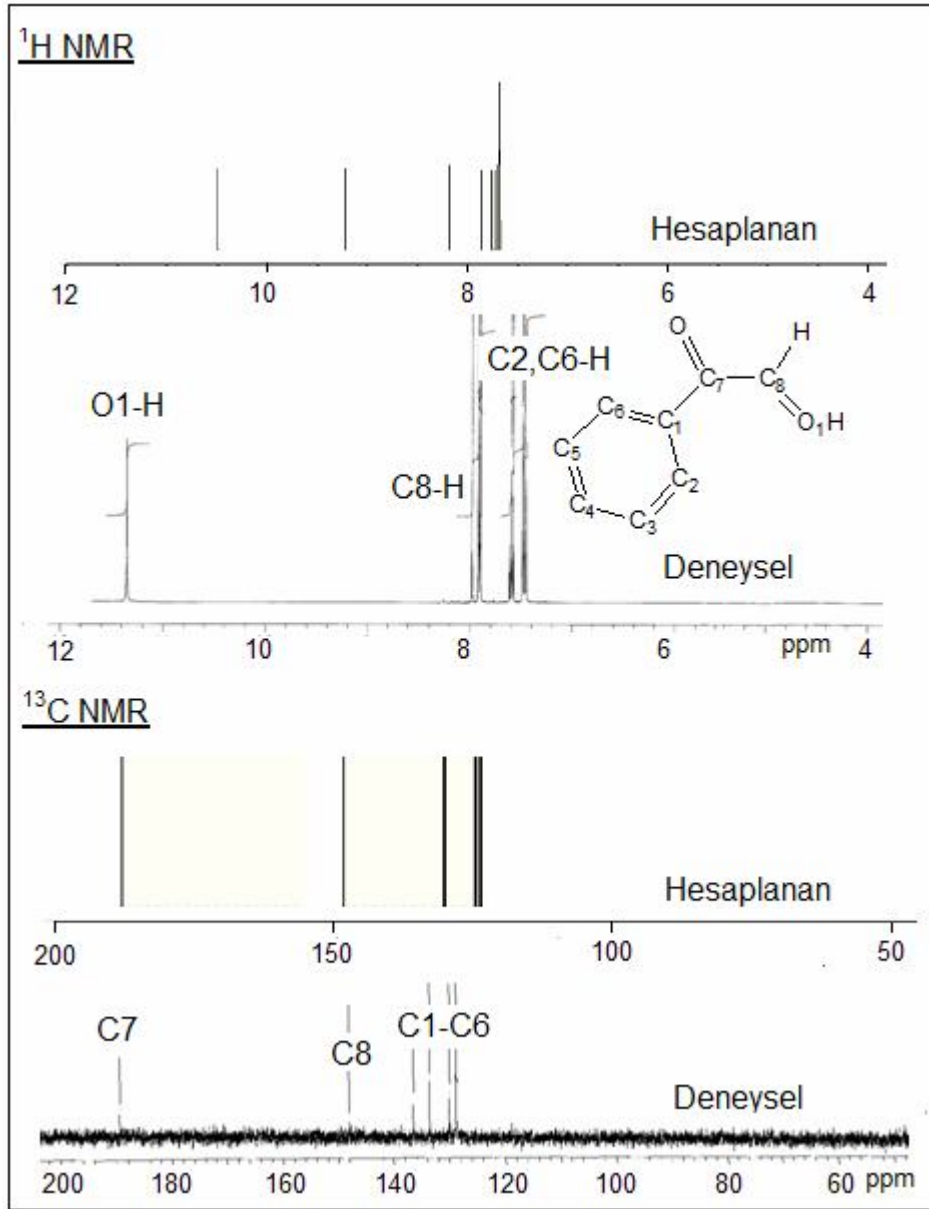 ¹H NMR
Hesaplanan
12 10 8 6 4
O H
C2,C6-H
C₇ C₈
O1-H
C₆ O₁H
C₁
C₅
C8-H C₂
C₄ C₃
Deneysel
12 10 8 6 ppm 4
¹³C NMR
Hesaplanan
200 150 100 50
C7 C1-C6
C8
Deneysel
200 180 160 140 120 100 80 60 ppm